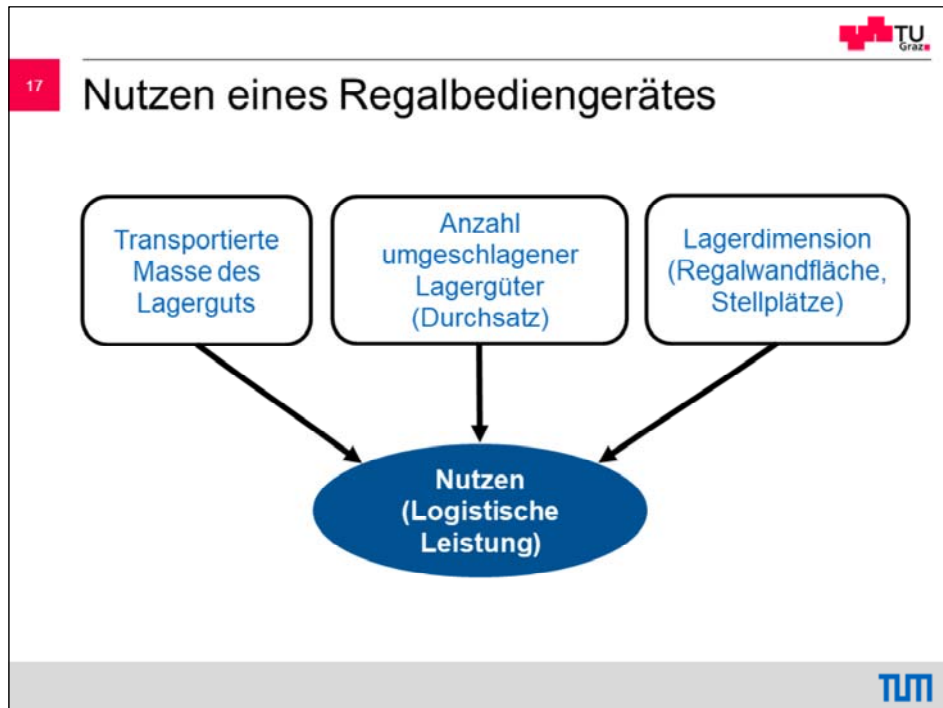 TU
Graz
17
Nutzen eines Regalbediengerätes
Transportierte
Masse des
Lagerguts
Anzahl
umgeschlagener
Lagergüter
(Durchsatz)
Lagerdimension
(Regalwandfläche,
Stellplätze)
Nutzen
(Logistische
Leistung)
TUM